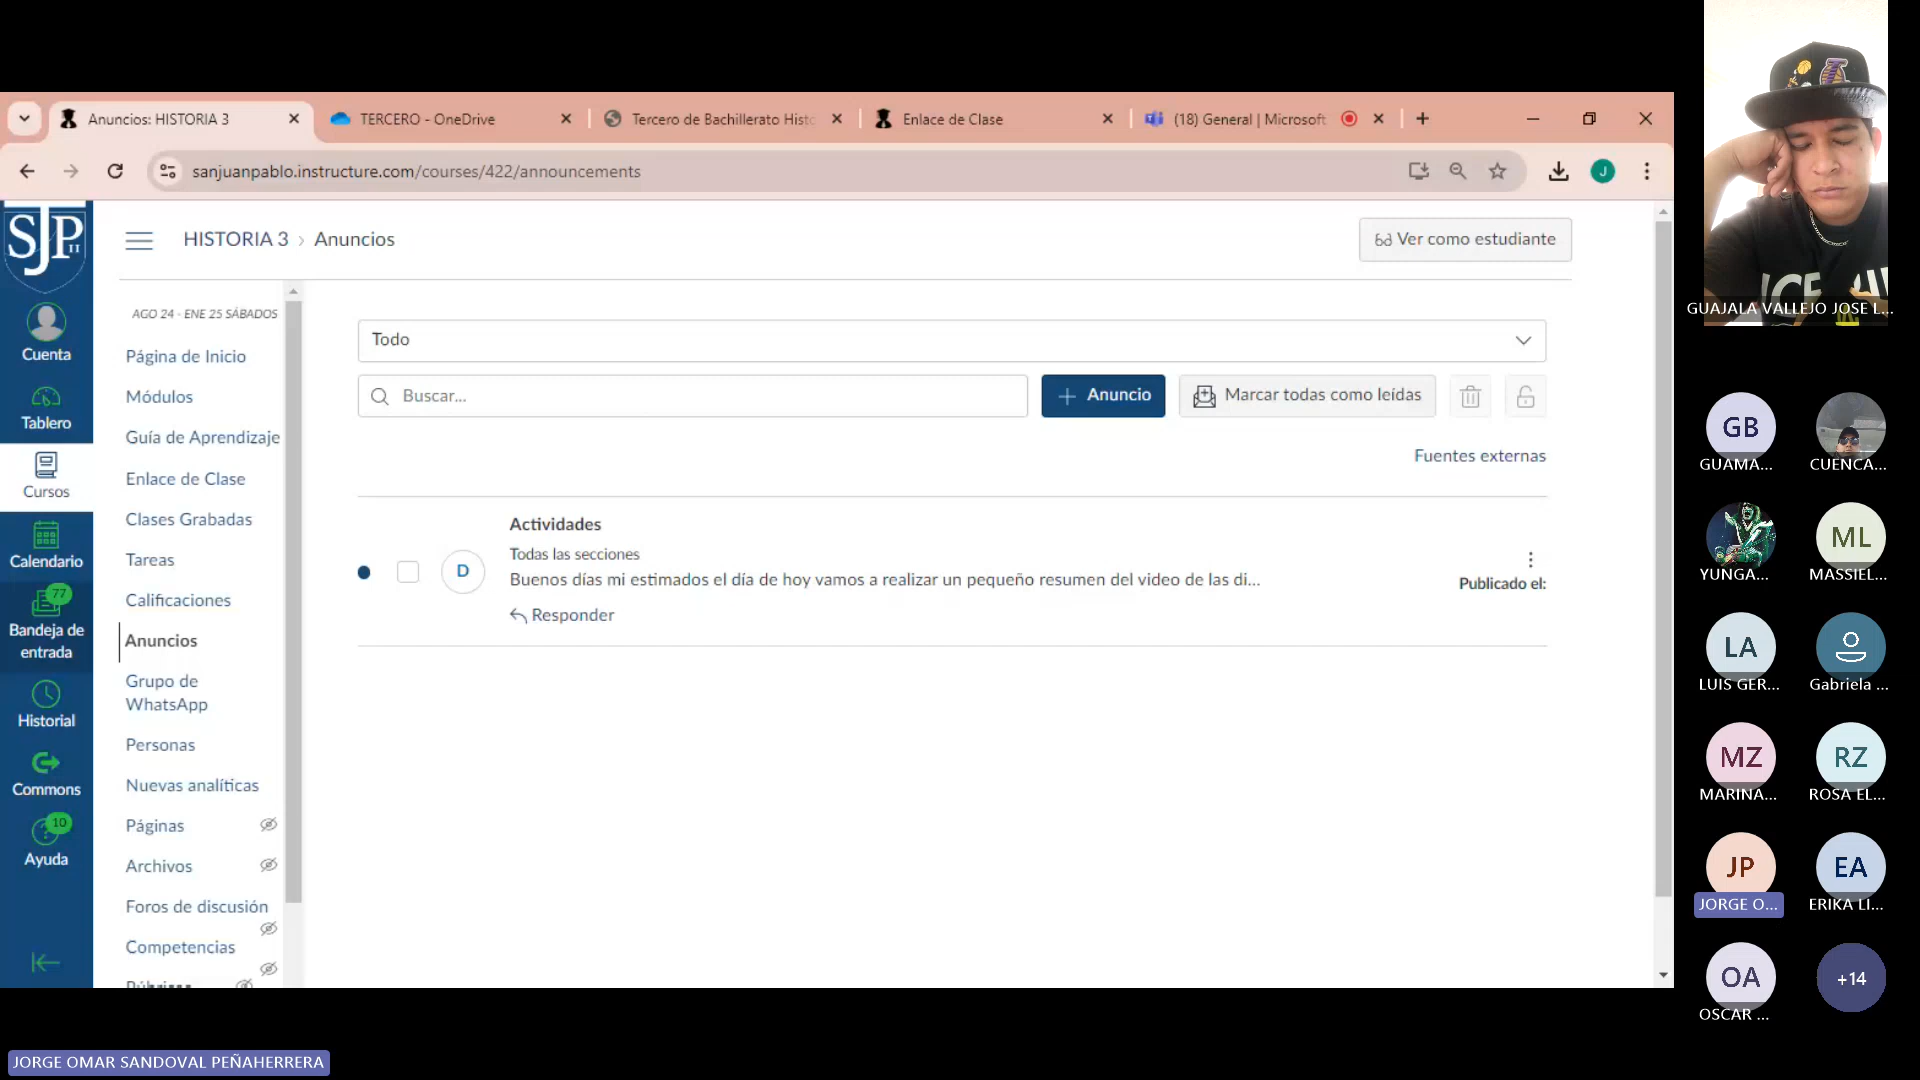 Anuncios: HISTORIA 3
TERCERO - OneDrive
Tercero de Bachillerato Histo
Enlace de Clase
(18) General | Microsoft
sanjuanpablo.instructure.com/courses/422/announcements
J
SJP II
HISTORIA 3 › Anuncios
Ver como estudiante
Cuenta
Tablero
Cursos
Calendario
77
Bandeja de
entrada
Historial
Commons
10
Ayuda
AGO 24 - ENE 25 SÁBADOS
Página de Inicio
Módulos
Guía de Aprendizaje
Enlace de Clase
Clases Grabadas
Tareas
Calificaciones
Anuncios
Grupo de
WhatsApp
Personas
Nuevas analíticas
Páginas
Archivos
Foros de discusión
Competencias
Todo
Buscar...
+ Anuncio
Marcar todas como leídas
Fuentes externas
Actividades
Todas las secciones
D
Buenos días mi estimados el día de hoy vamos a realizar un pequeño resumen del video de las di...
Publicado el:
Responder
GUAJALA VALLEJO JOSE L...
GB
GUAMA...
CUENCA...
YUNGA...
ML
MASSIEL...
LA
LUIS GER...
Gabriela ...
MZ
MARINA...
RZ
ROSA EL...
JP
JORGE O...
EA
ERIKA LI...
OA
OSCAR ...
+14
JORGE OMAR SANDOVAL PEÑAHERRERA